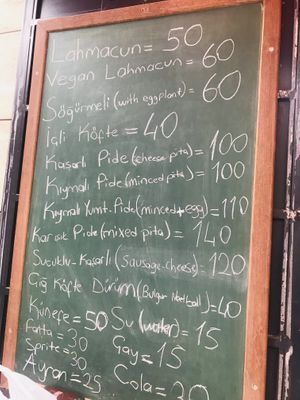 Lahmacun = 50
Vegan Lahmacun = 60
Söğürmeli (with eggplant) = 60
İçli Köfte = 40
Kaşarlı Pide (cheese pita) = 100
Kıymalı Pide (minced pita) = 100
Kıymalı Yumt. Pide (minced+egg) = 110
Karışık Pide (mixed pita) = 140
Sucuklu-Kaşarlı (Sausage-cheese) = 120
Çiğ Köfte Dürüm (Bulgur Meatball) = 40
Künefe = 50 Su (water) = 15
Fanta = 30
Sprite = 30 Çay = 15
Ayran = 25 Cola = 30